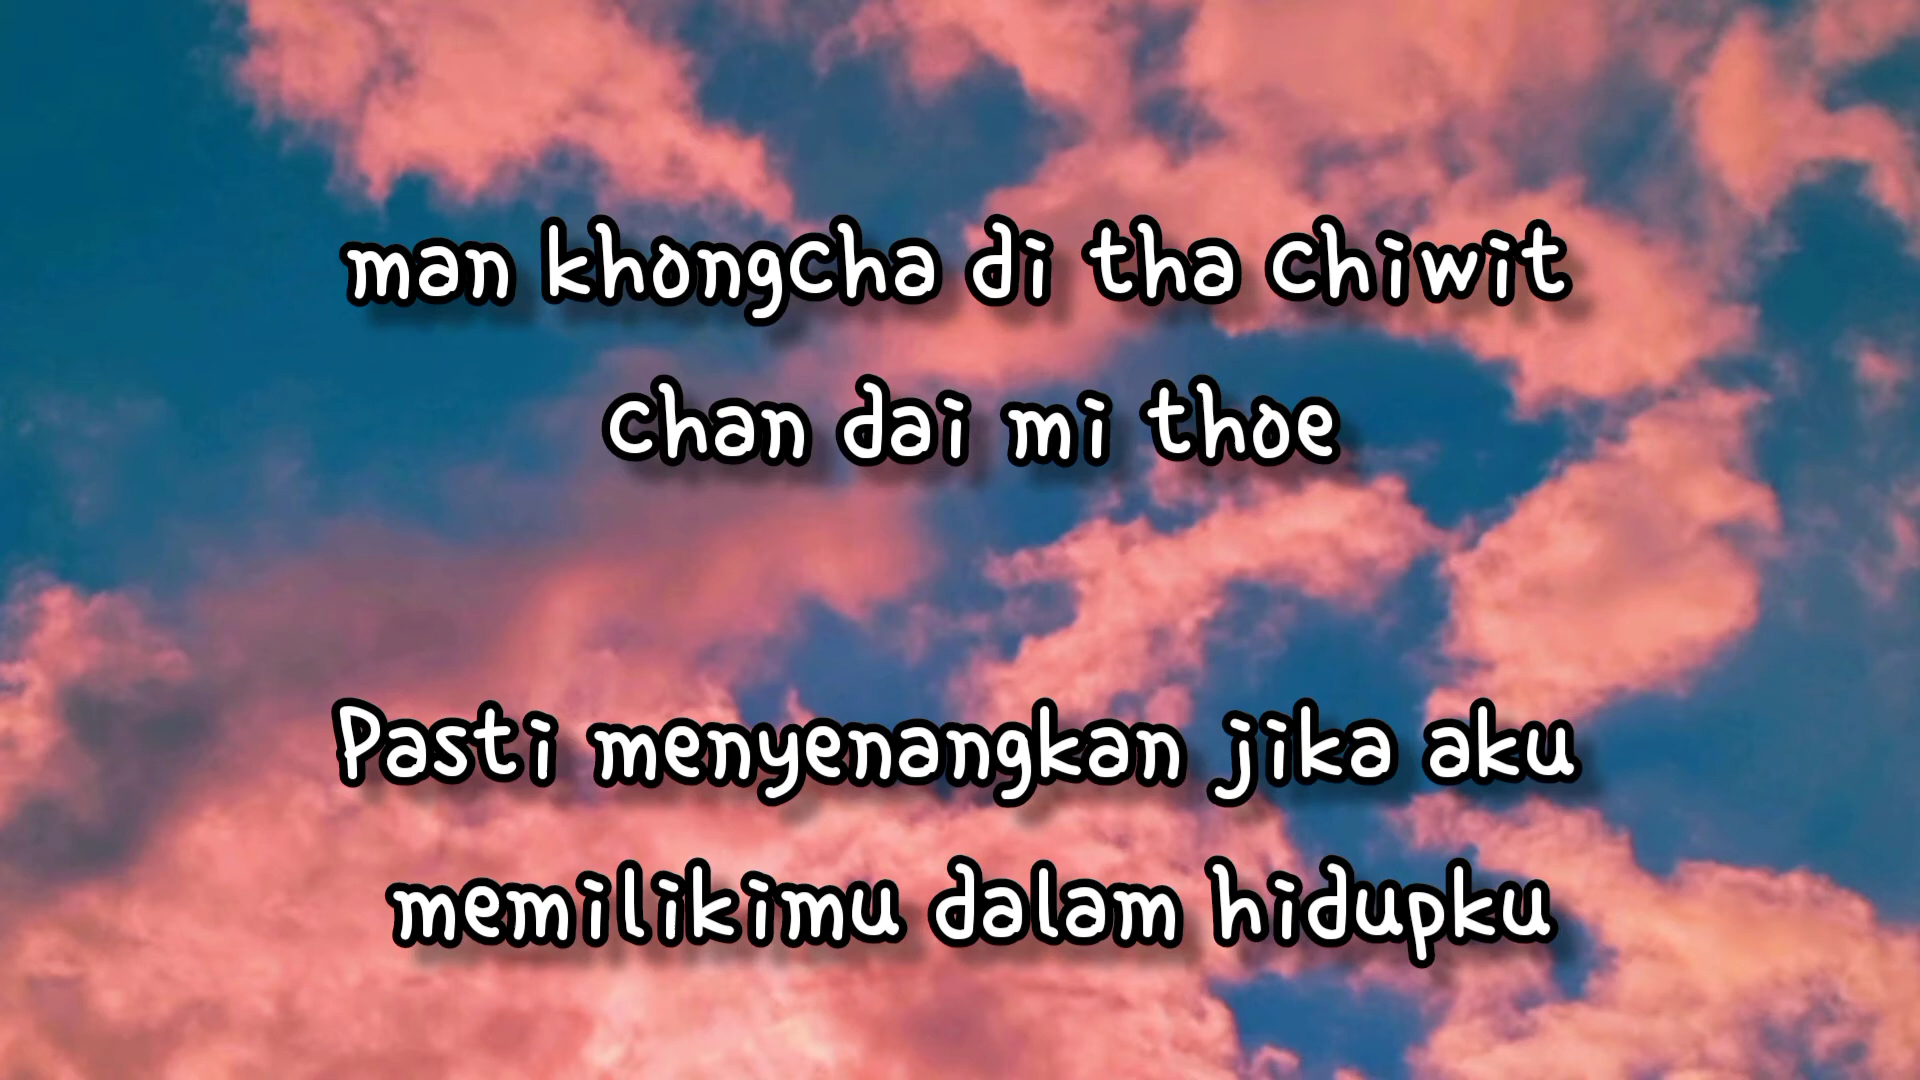 man khongcha di tha chiwit
chan dai mi thoe
Pasti menyenangkan jika aku
memilikimu dalam hidupku